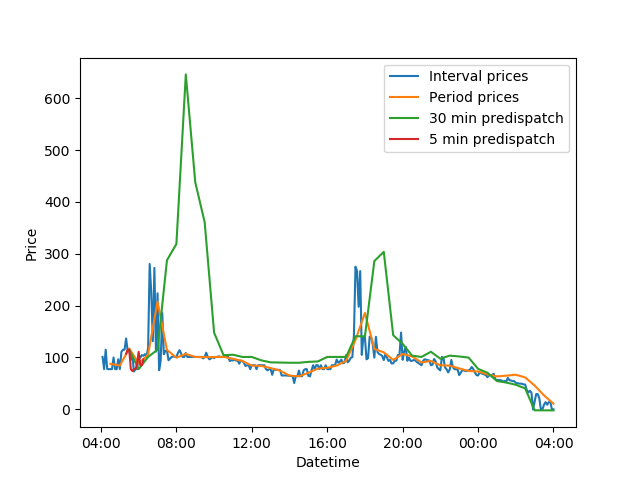 Interval prices
Period prices
30 min predispatch
5 min predispatch
Price
600
500
400
300
200
100
0
04:00 08:00 12:00 16:00 20:00 00:00 04:00
Datetime